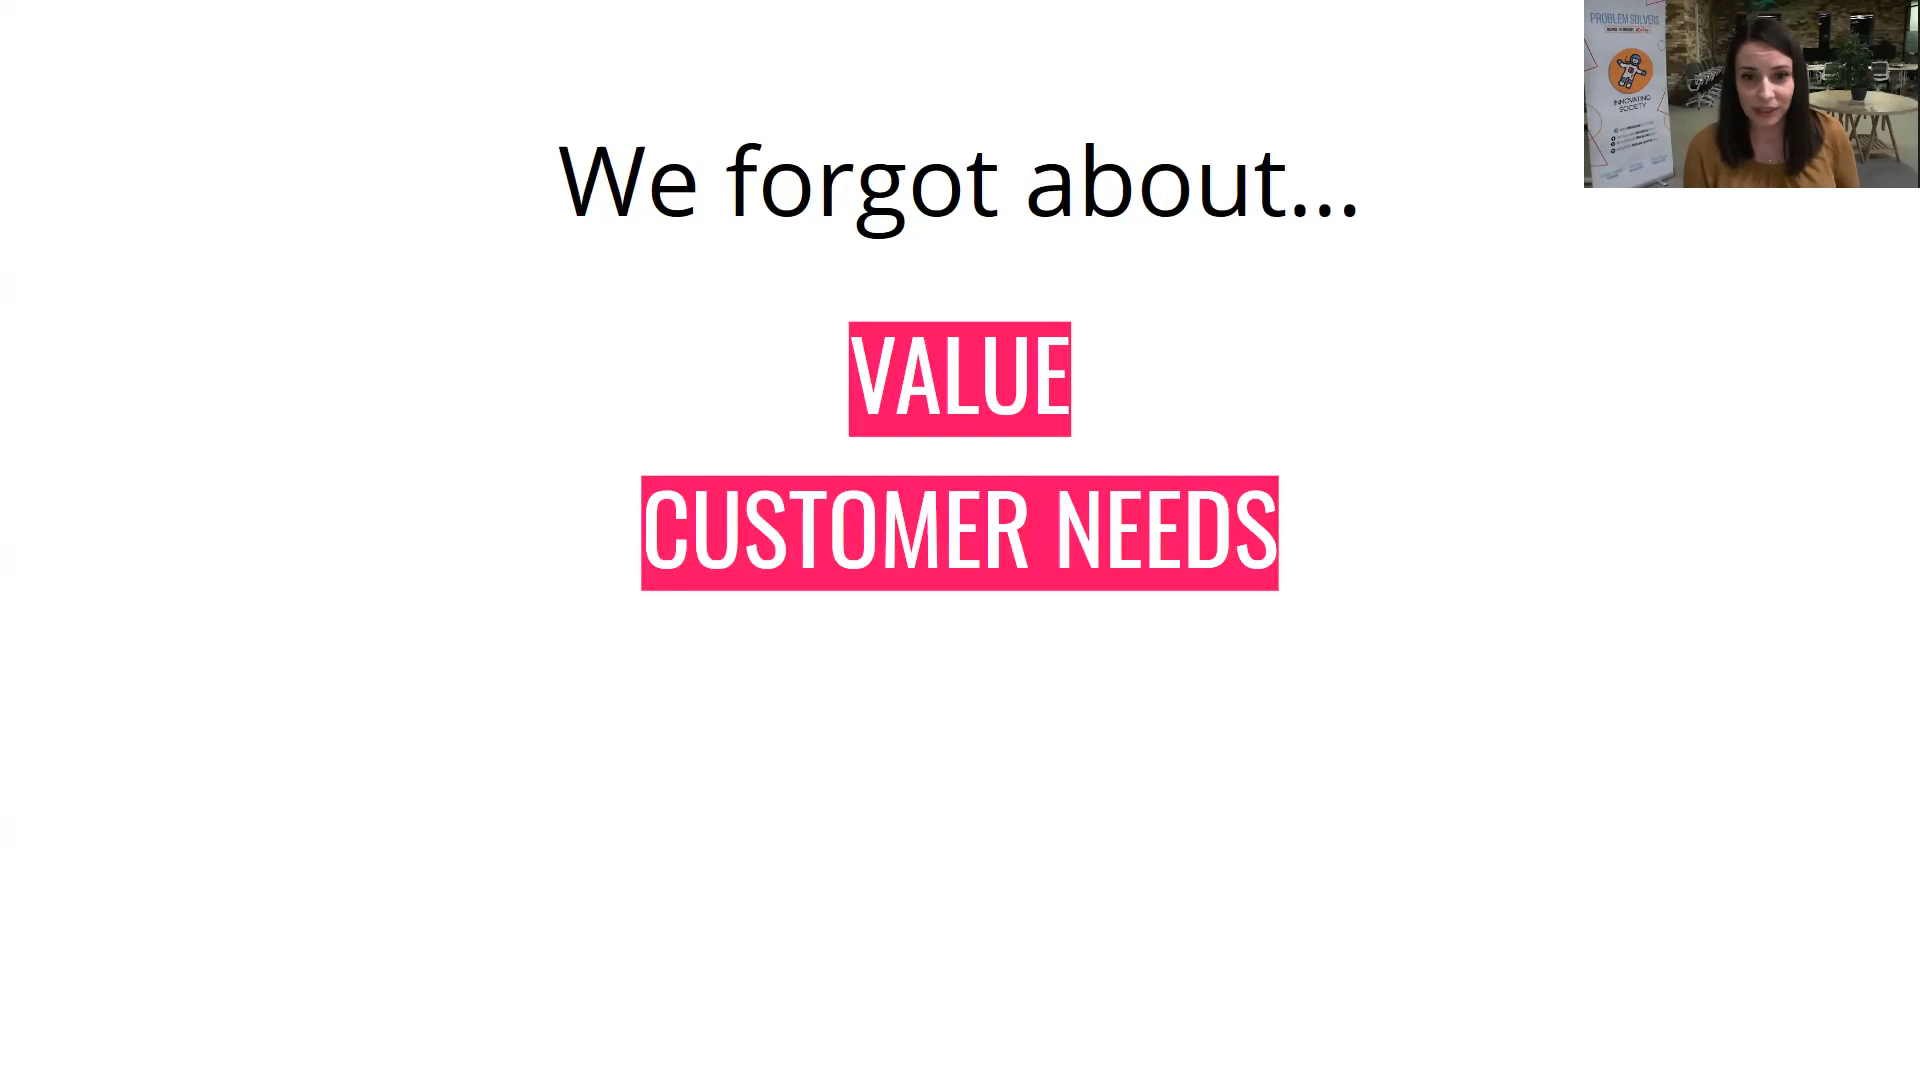 We forgot about...
VALUE
CUSTOMER NEEDS
PROBLEM SOLVERS
INNOVATING
SOCIETY